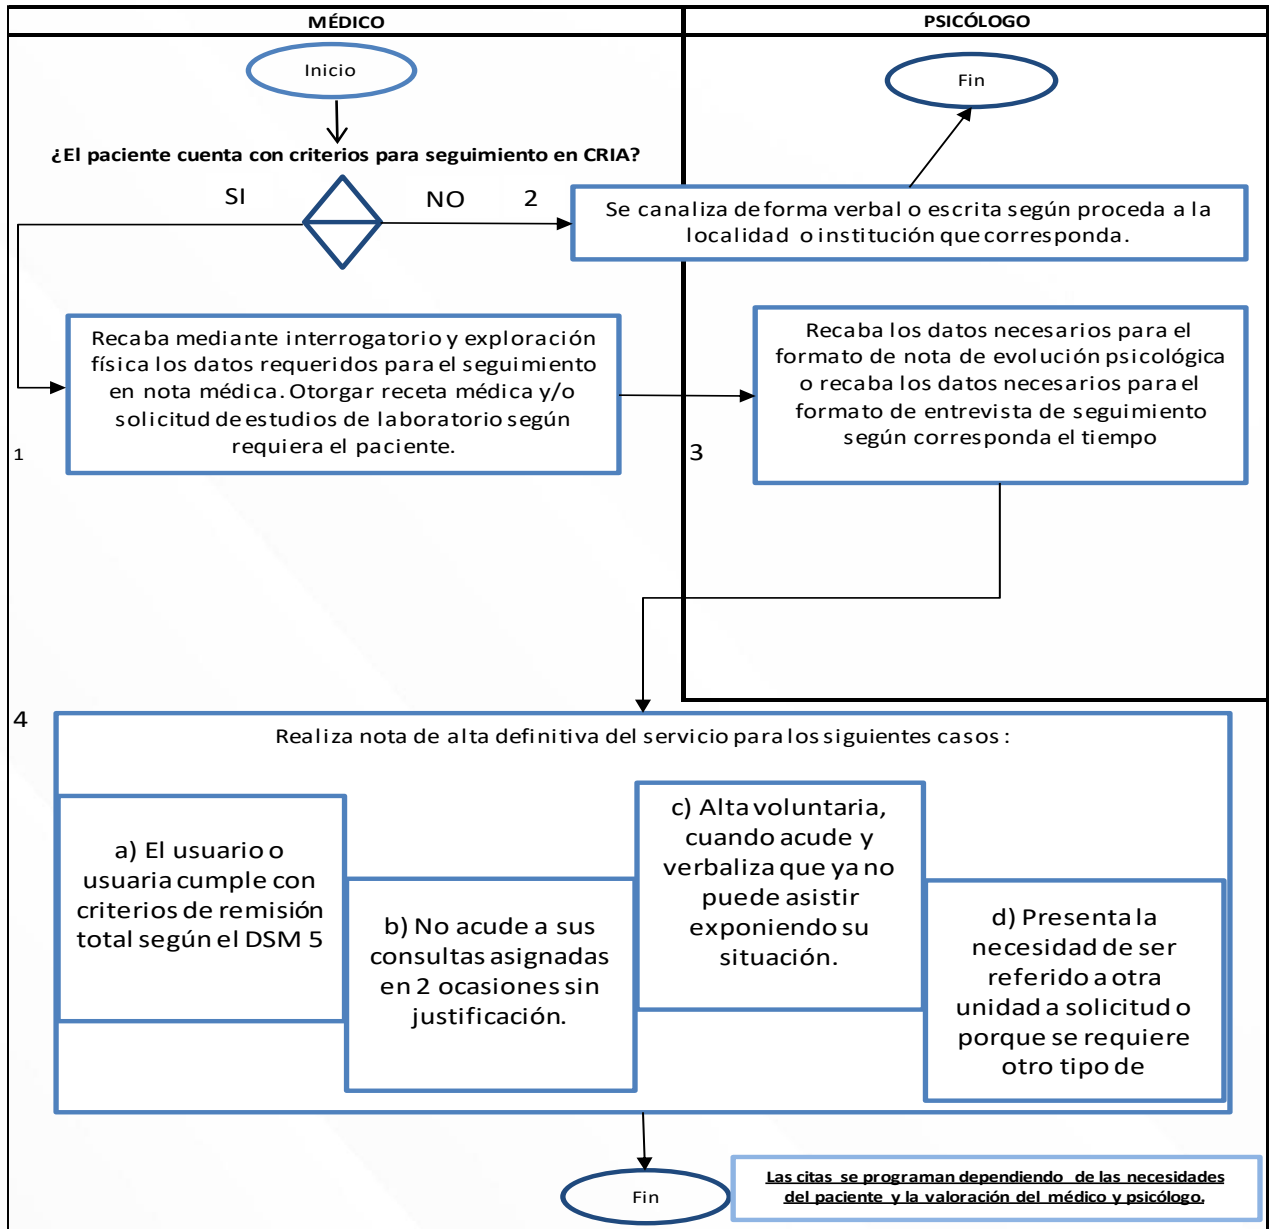 MÉDICO
PSICÓLOGO
Inicio
Fin
¿El paciente cuenta con criterios para seguimiento en CRIA?
SI
NO
2
Se canaliza de forma verbal o escrita según proceda a la
localidad o institución que corresponda.
Recaba mediante interrogatorio y exploración
física los datos requeridos para el seguimiento
en nota médica. Otorgar receta médica y/o
solicitud de estudios de laboratorio según
requiera el paciente.
1
Recaba los datos necesarios para el
formato de nota de evolución psicológica
o recaba los datos necesarios para el
formato de entrevista de seguimiento
según corresponda el tiempo
3
4
Realiza nota de alta definitiva del servicio para los siguientes casos :
a) El usuario o
usuaria cumple con
criterios de remisión
total según el DSM 5
b) No acude a sus
consultas asignadas
en 2 ocasiones sin
justificación.
c) Alta voluntaria,
cuando acude y
verbaliza que ya no
puede asistir
exponiendo su
situación.
d) Presenta la
necesidad de ser
referido a otra
unidad a solicitud o
porque se requiere
otro tipo de
Fin
Las citas se programan dependiendo de las necesidades
del paciente y la valoración del médico y psicólogo.